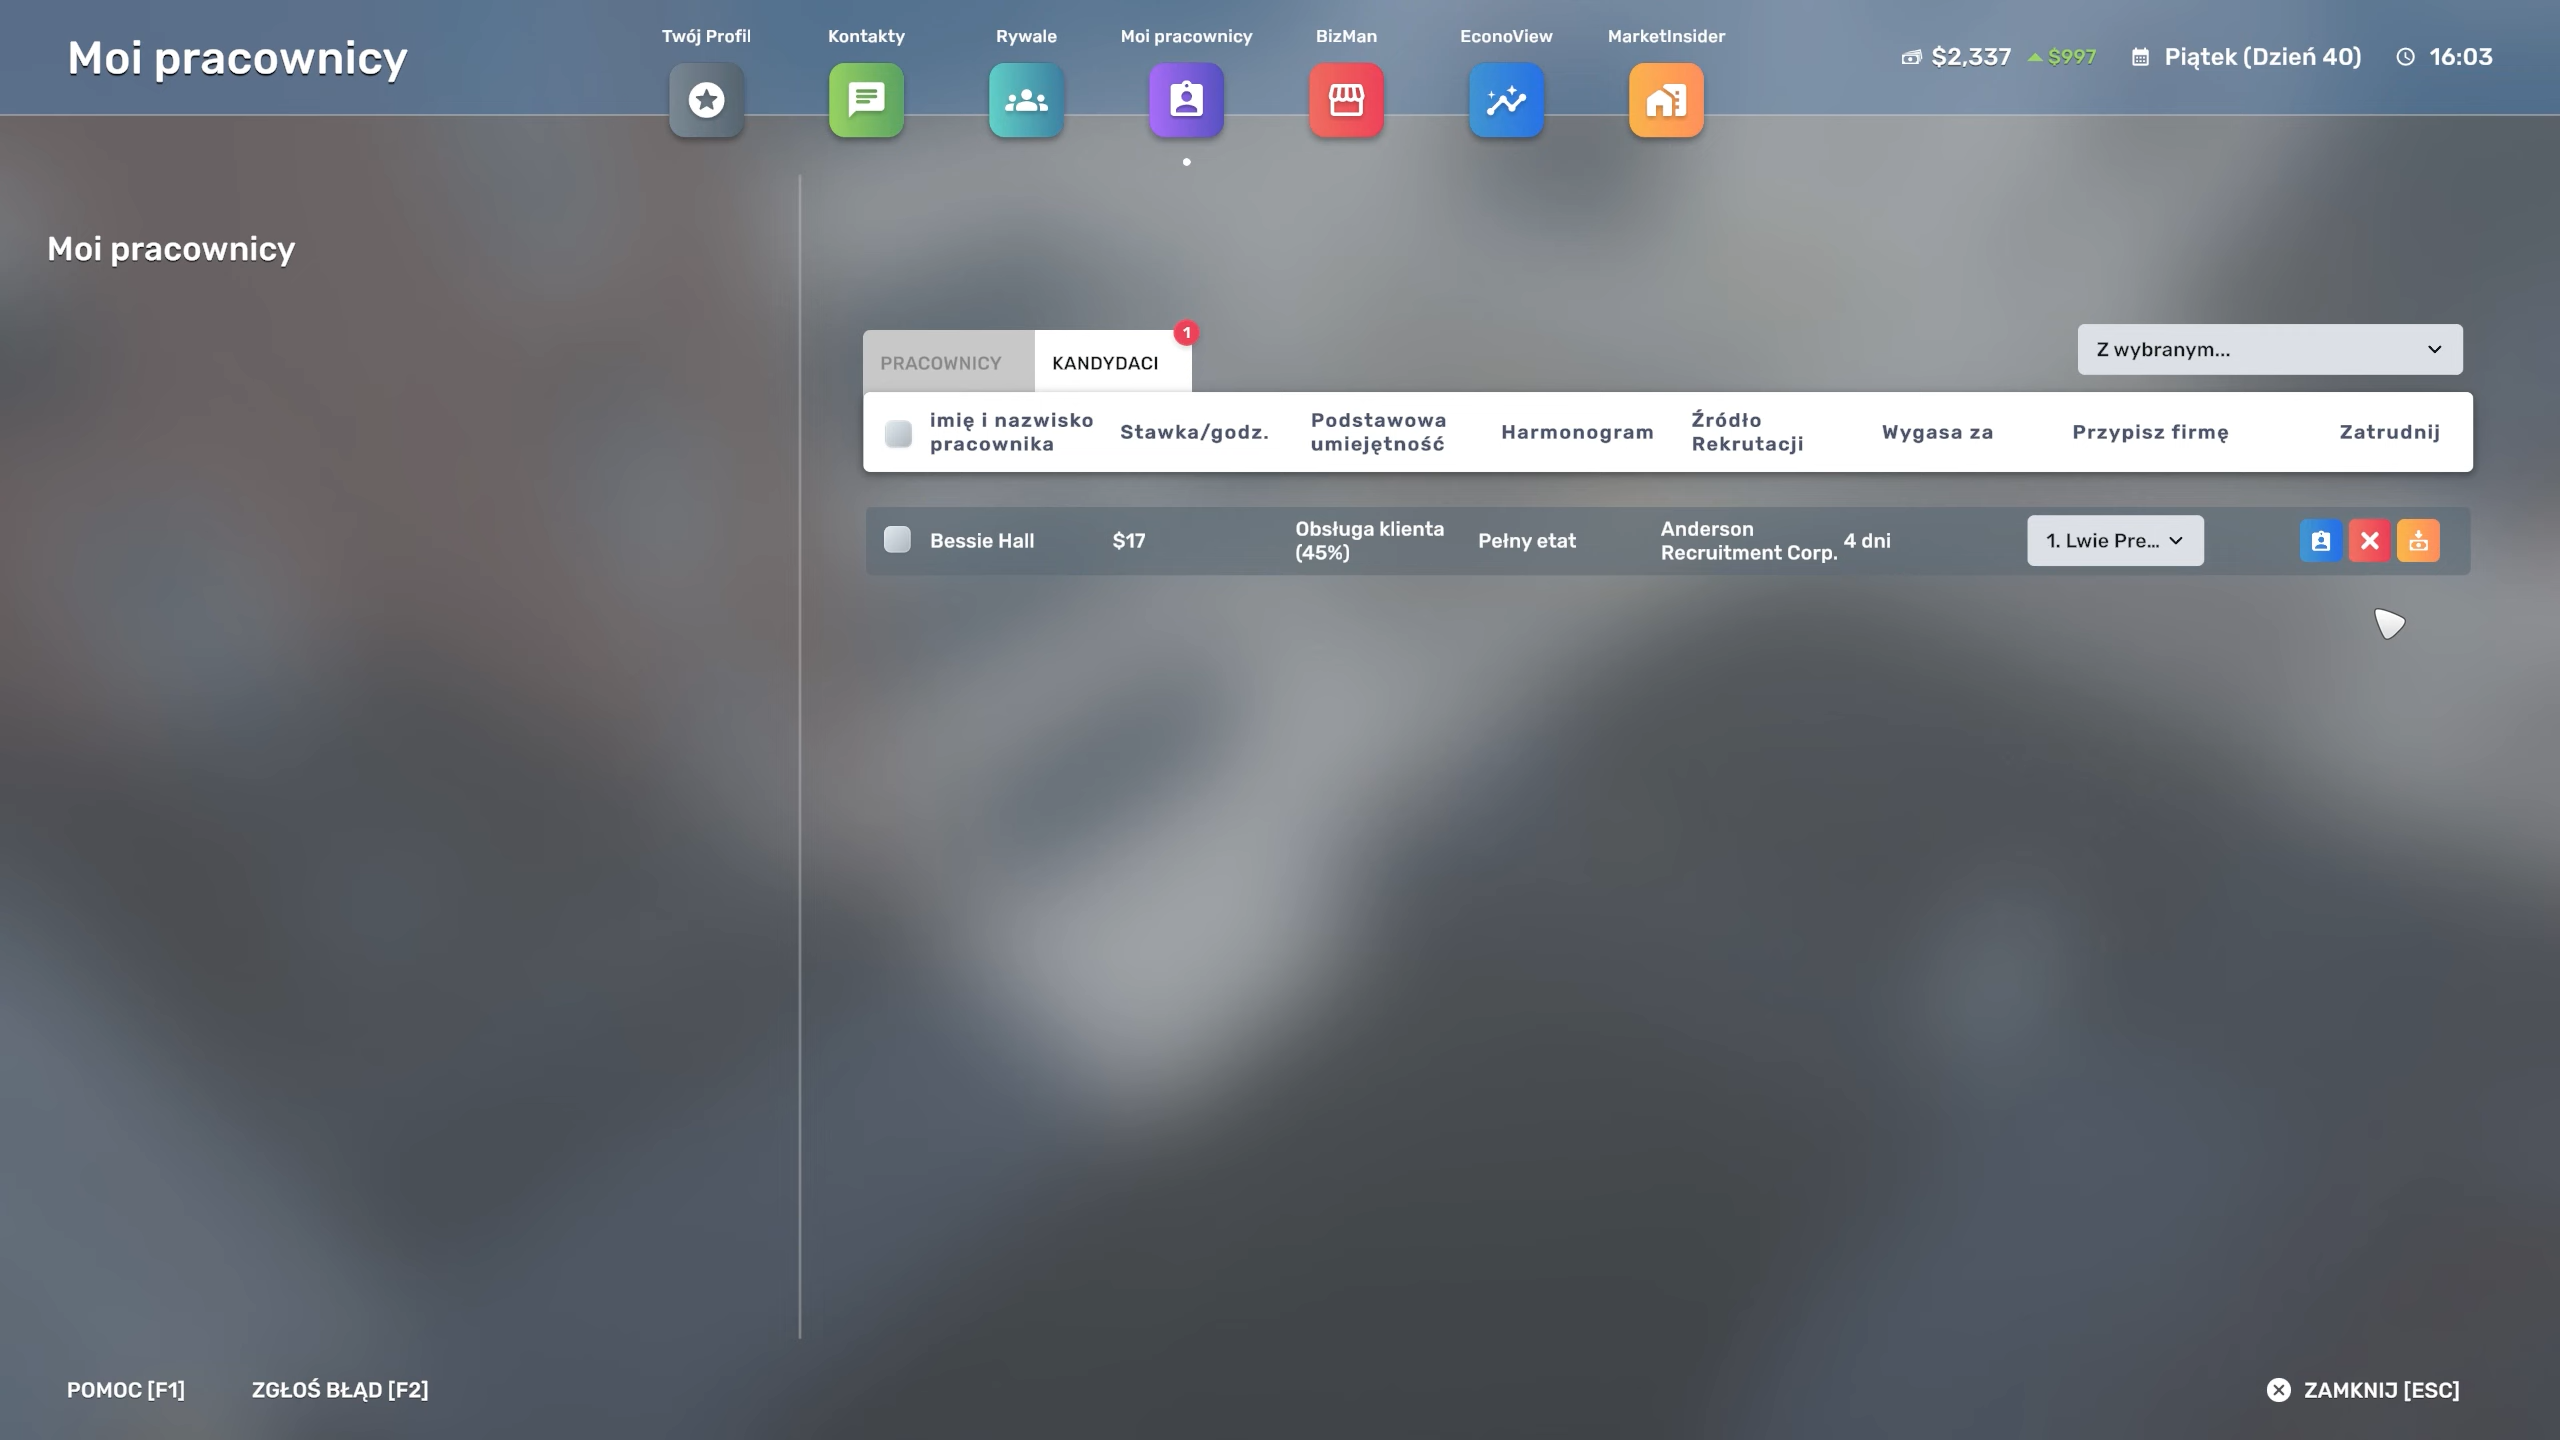 Moi pracownicy
Twój Profil
Kontakty
Rywale
Moi pracownicy
BizMan
EconoView
MarketInsider
$2,337
$997
Piątek (Dzień 40)
16:03
Moi pracownicy
PRACOWNICY
KANDYDACI
1
Z wybranym...
imię i nazwisko
pracownika
Stawka/godz.
Podstawowa
umiejętność
Harmonogram
Źródło
Rekrutacji
Wygasa za
Przypisz firmę
Zatrudnij
Bessie Hall
$17
Obsługa klienta
(45%)
Pełny etat
Anderson
Recruitment Corp.
4 dni
1. Lwie Pre...
POMOC [F1]
ZGŁOŚ BŁĄD [F2]
ZAMKNIJ [ESC]